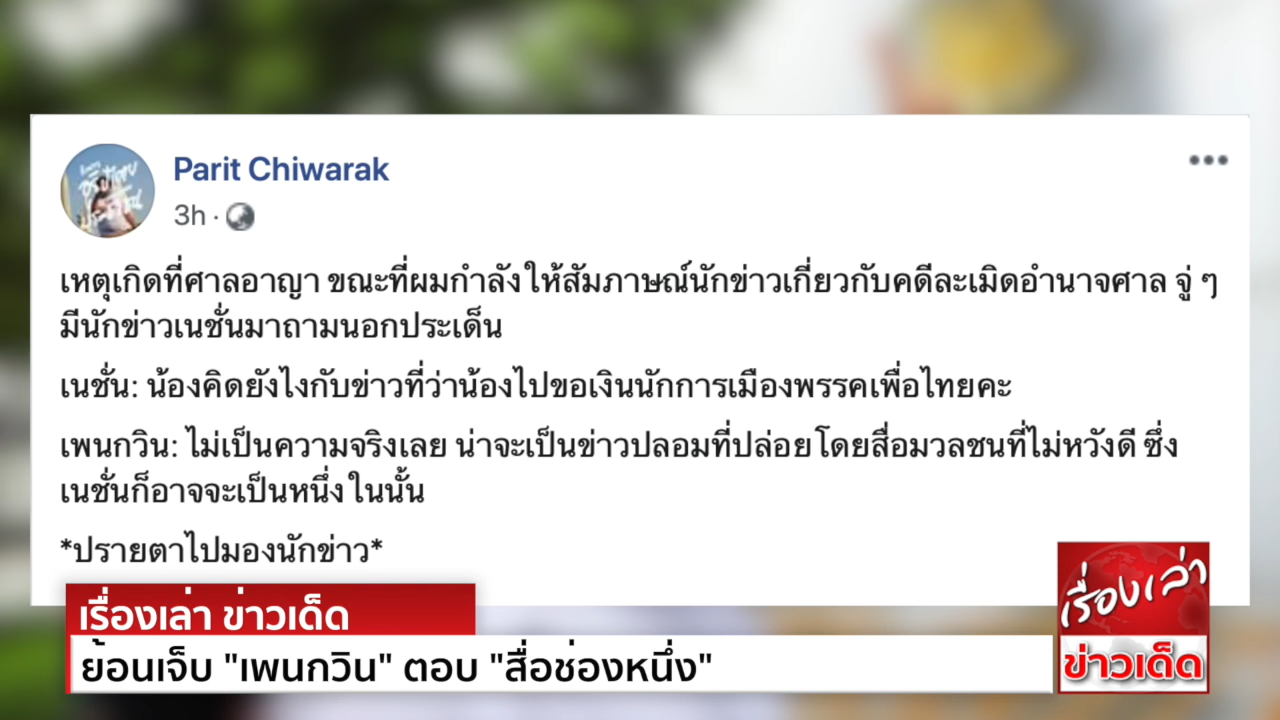 Parit Chiwarak
3h ·
เหตุเกิดที่ศาลอาญา ขณะที่ผมกำลังให้สัมภาษณ์นักข่าวเกี่ยวกับคดีละเมิดอำนาจศาล จู่ ๆ
มีนักข่าวเนชั่นมาถามนอกประเด็น
เนชั่น: น้องคิดยังไงกับข่าวที่ว่าน้องไปขอเงินนักการเมืองพรรคเพื่อไทยคะ
เพนกวิน: ไม่เป็นความจริงเลย น่าจะเป็นข่าวปลอมที่ปล่อยโดยสื่อมวลชนที่ไม่หวังดี ซึ่ง
เนชั่นก็อาจจะเป็นหนึ่งในนั้น
*ปรายตาไปมองนักข่าว*
เรื่องเล่า ข่าวเด็ด
ย้อนเจ็บ "เพนกวิน" ตอบ "สื่อช่องหนึ่ง"
เรื่องเล่า
ข่าวเด็ด